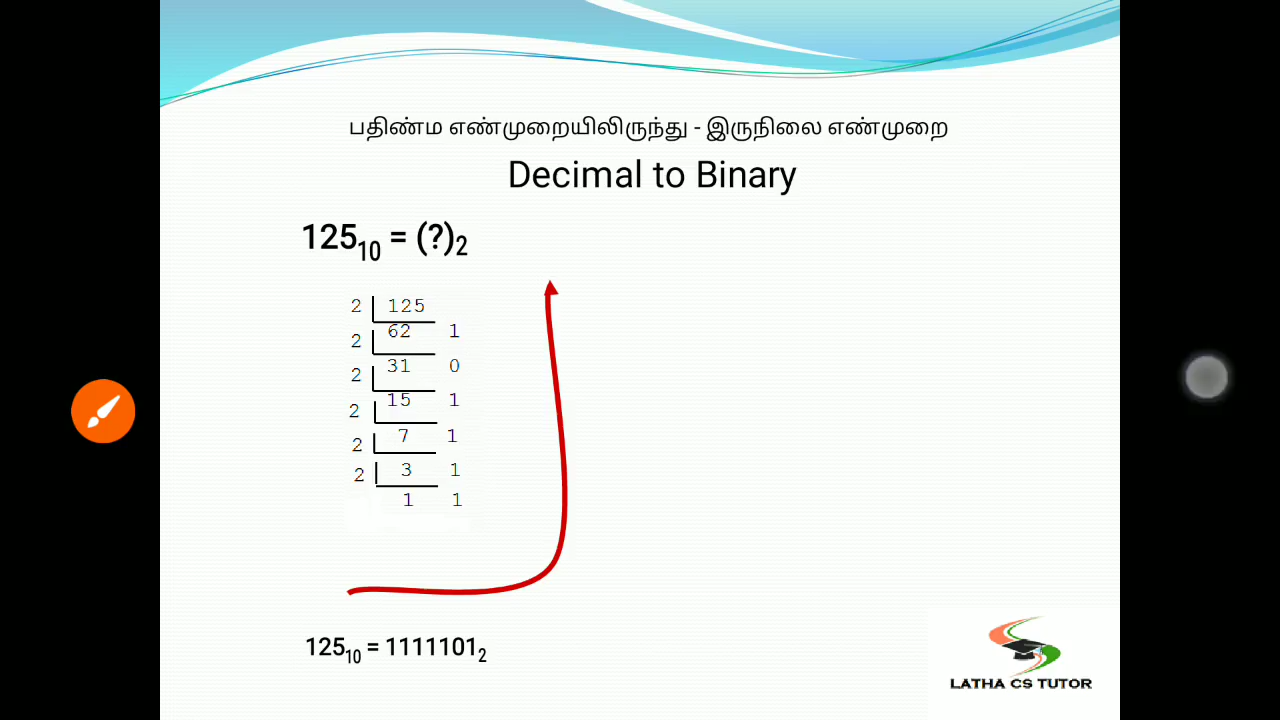 பதிண்ம எண்முறையிலிருந்து - இருநிலை எண்முறை
Decimal to Binary
125₁₀ = (?)₂
2 125
2 62 1
2 31 0
2 15 1
2 7 1
2 3 1
1 1
125₁₀ = 1111101₂
LATHA CS TUTOR